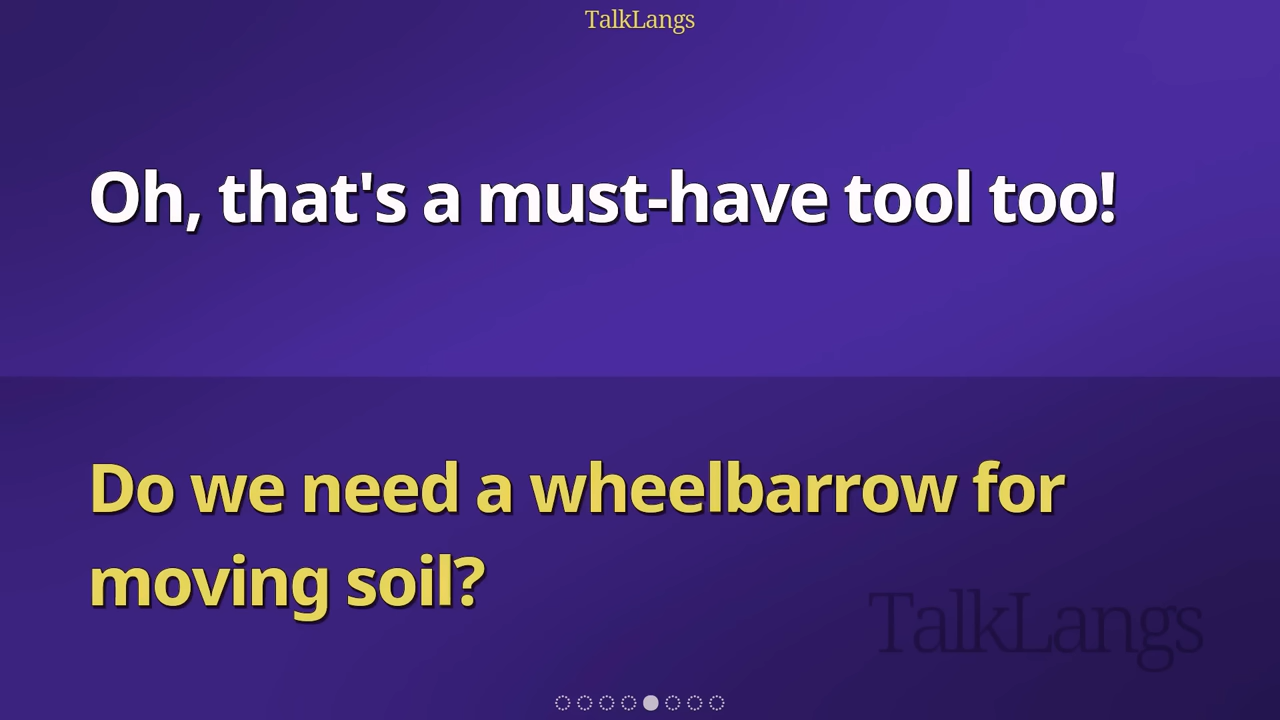 TalkLangs
Oh, that's a must-have tool too!
Do we need a wheelbarrow for
moving soil?
TalkLangs